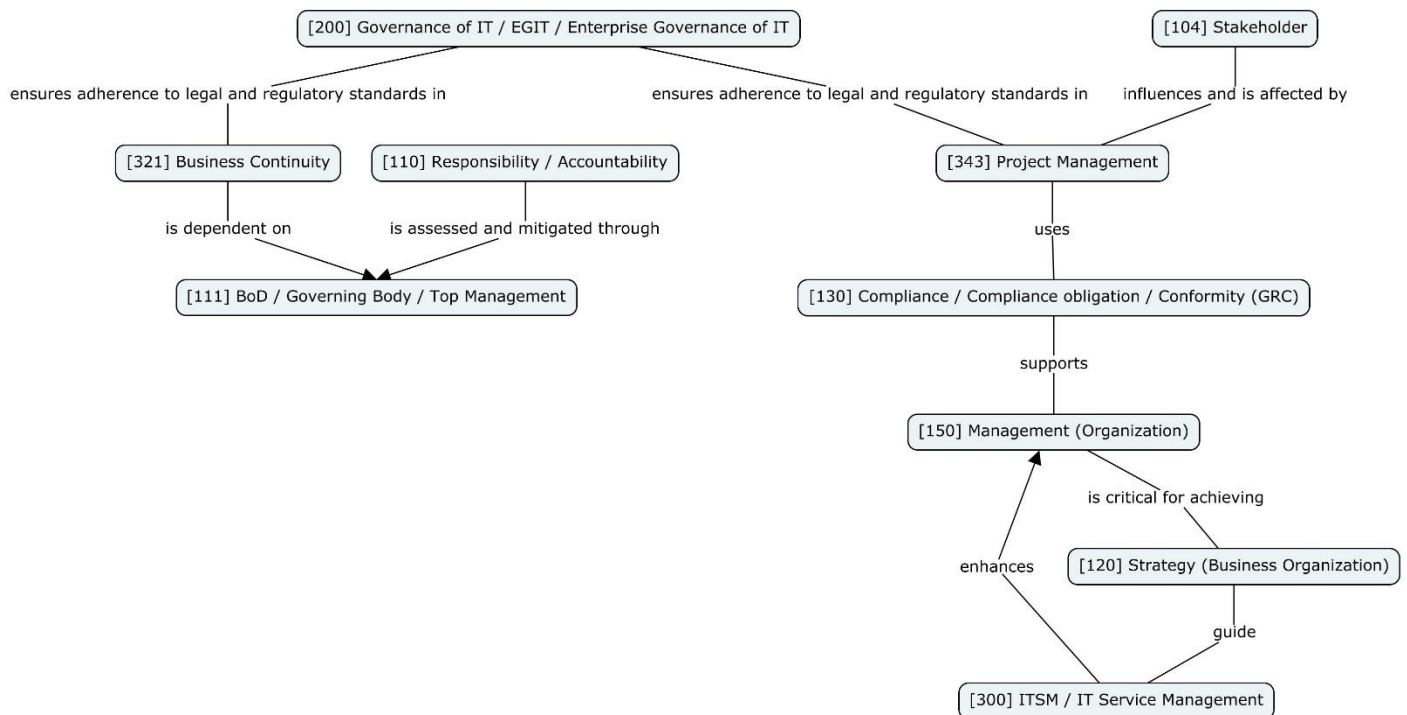 [200] Governance of IT / EGIT / Enterprise Governance of IT
[104] Stakeholder
ensures adherence to legal and regulatory standards in
ensures adherence to legal and regulatory standards in
influences and is affected by
[321] Business Continuity
[110] Responsibility / Accountability
[343] Project Management
is dependent on
is assessed and mitigated through
uses
[111] BoD / Governing Body / Top Management
[130] Compliance / Compliance obligation / Conformity (GRC)
supports
[150] Management (Organization)
is critical for achieving
enhances
[120] Strategy (Business Organization)
guide
[300] ITSM / IT Service Management